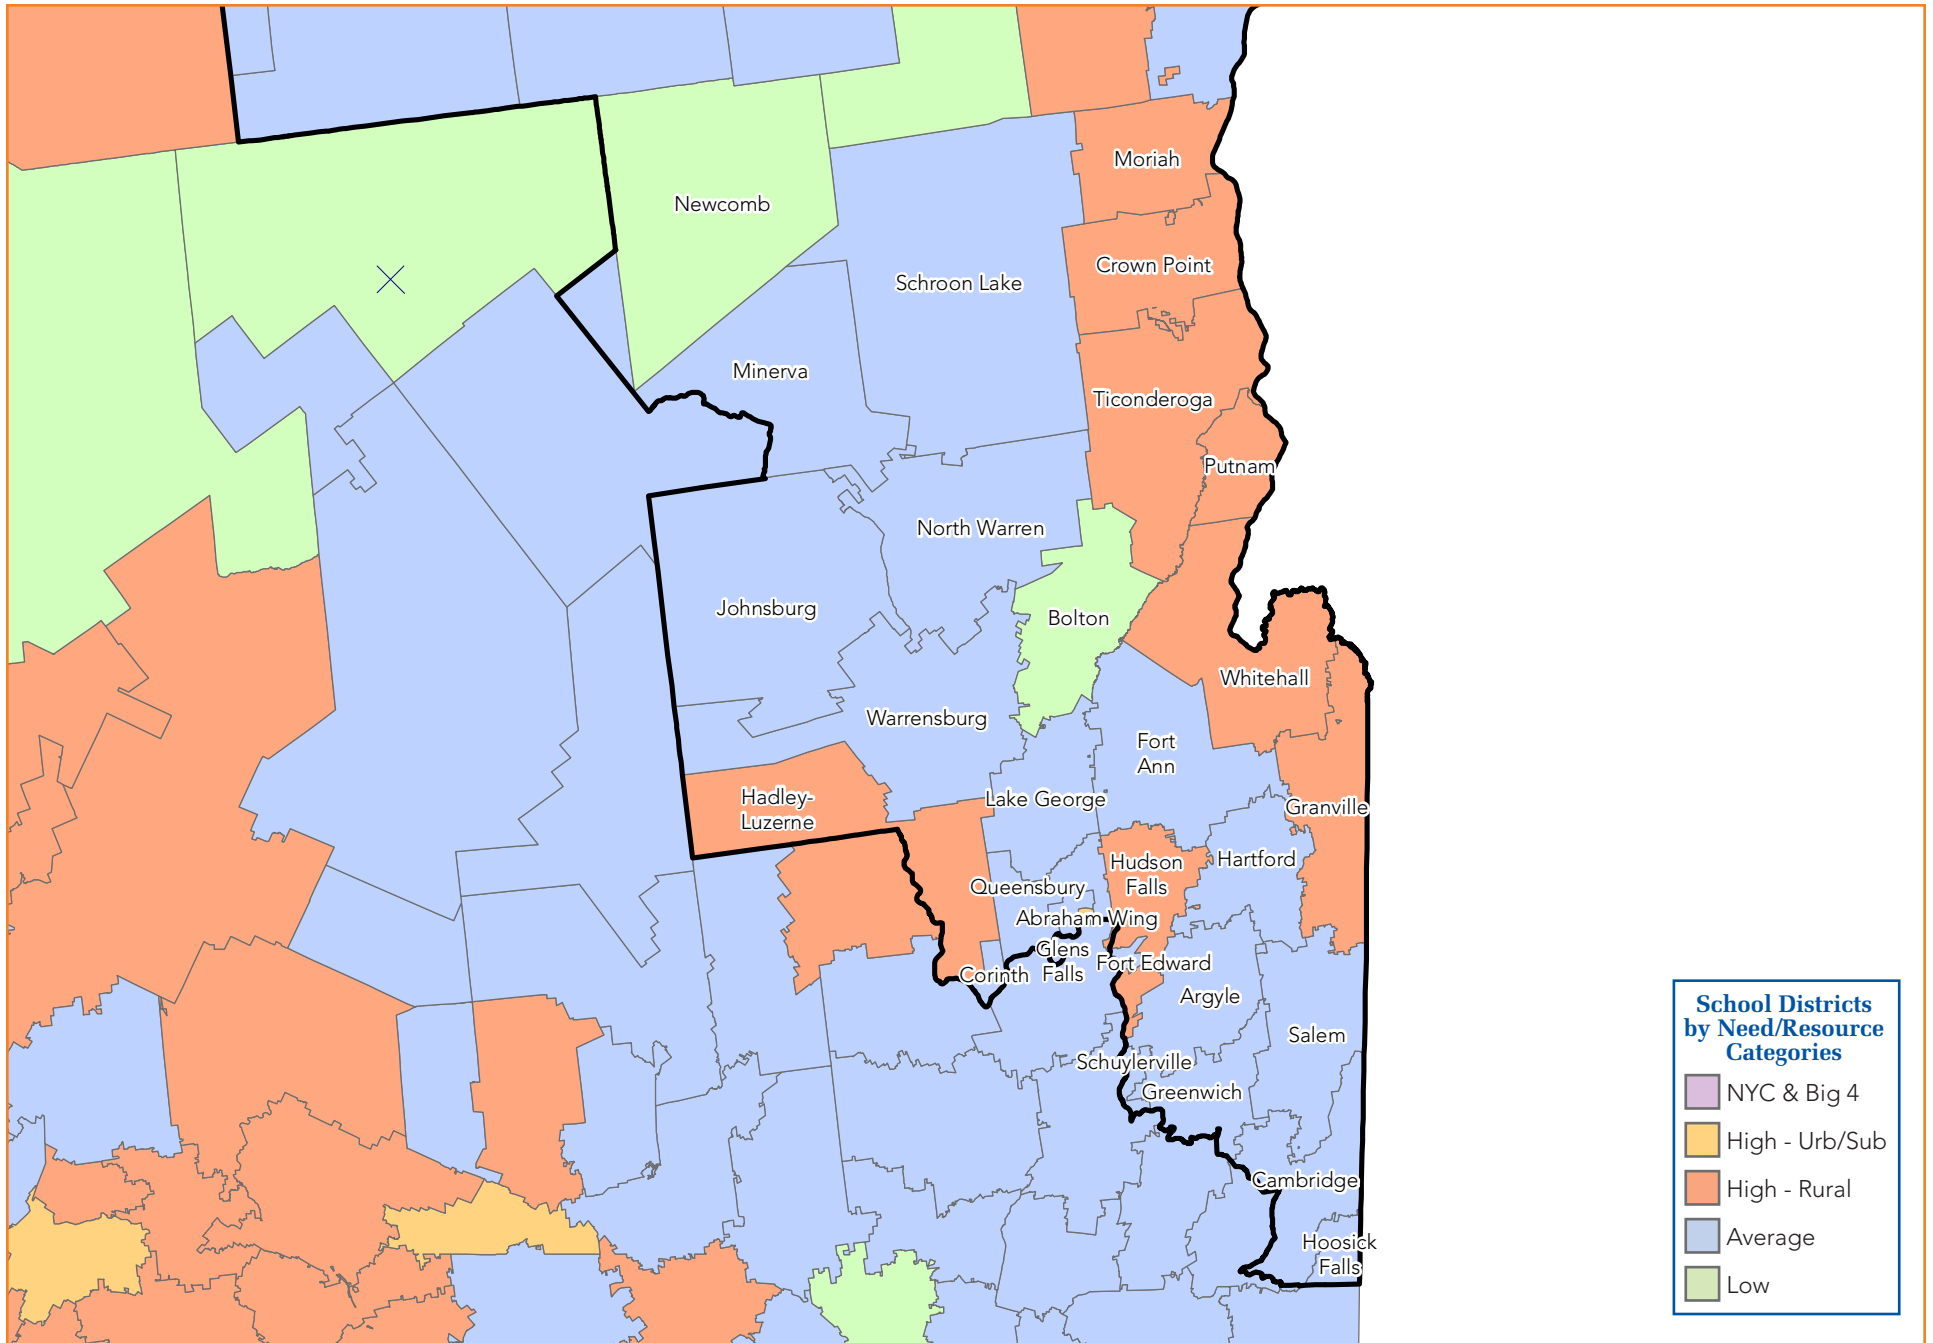 Moriah
Newcomb
Crown Point
Schroon Lake
Minerva
Ticonderoga
Putnam
North Warren
Johnsburg
Bolton
Whitehall
Warrensburg
Fort
Ann
Hadley-
Luzerne
Lake George
Granville
Hudson
Falls
Hartford
Queensbury
Abraham Wing
Glens
Falls
Fort Edward
Corinth
Argyle
Salem
Schuylerville
Greenwich
Cambridge
Hoosick
Falls
School Districts
by Need/Resource
Categories
NYC & Big 4
High - Urb/Sub
High - Rural
Average
Low